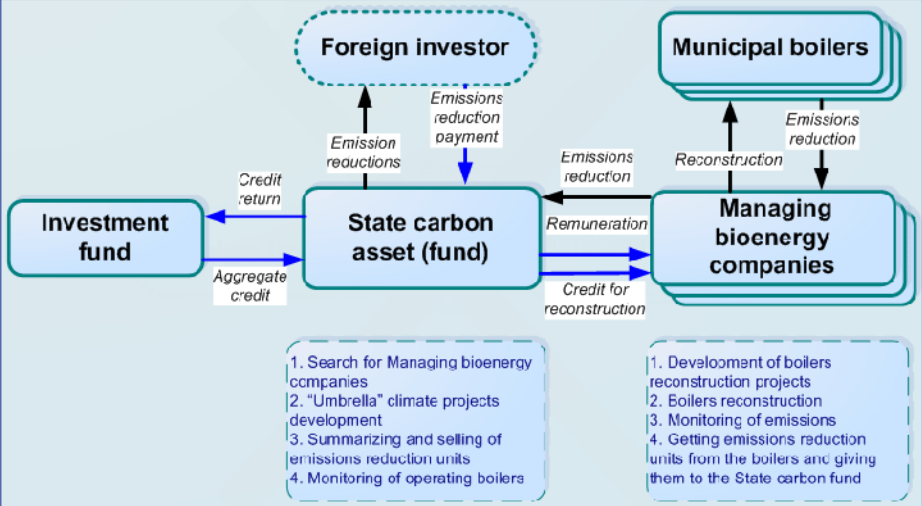 Foreign investor
Municipal boilers
Emissions
reduction
payment
Emission
reductions
Emissions
reduction
Reconstruction
Emissions
reduction
Credit
return
Investment
fund
State carbon
asset (fund)
Remuneration
Managing
bioenergy
companies
Aggregate
credit
Credit for
reconstruction
1. Search for Managing bioenergy
companies
2. “Umbrella” climate projects
development
3. Summarizing and selling of
emissions reduction units
4. Monitoring of operating boilers
1. Development of boilers
reconstruction projects
2. Boilers reconstruction
3. Monitoring of emissions
4. Getting emissions reduction
units from the boilers and giving
them to the State carbon fund